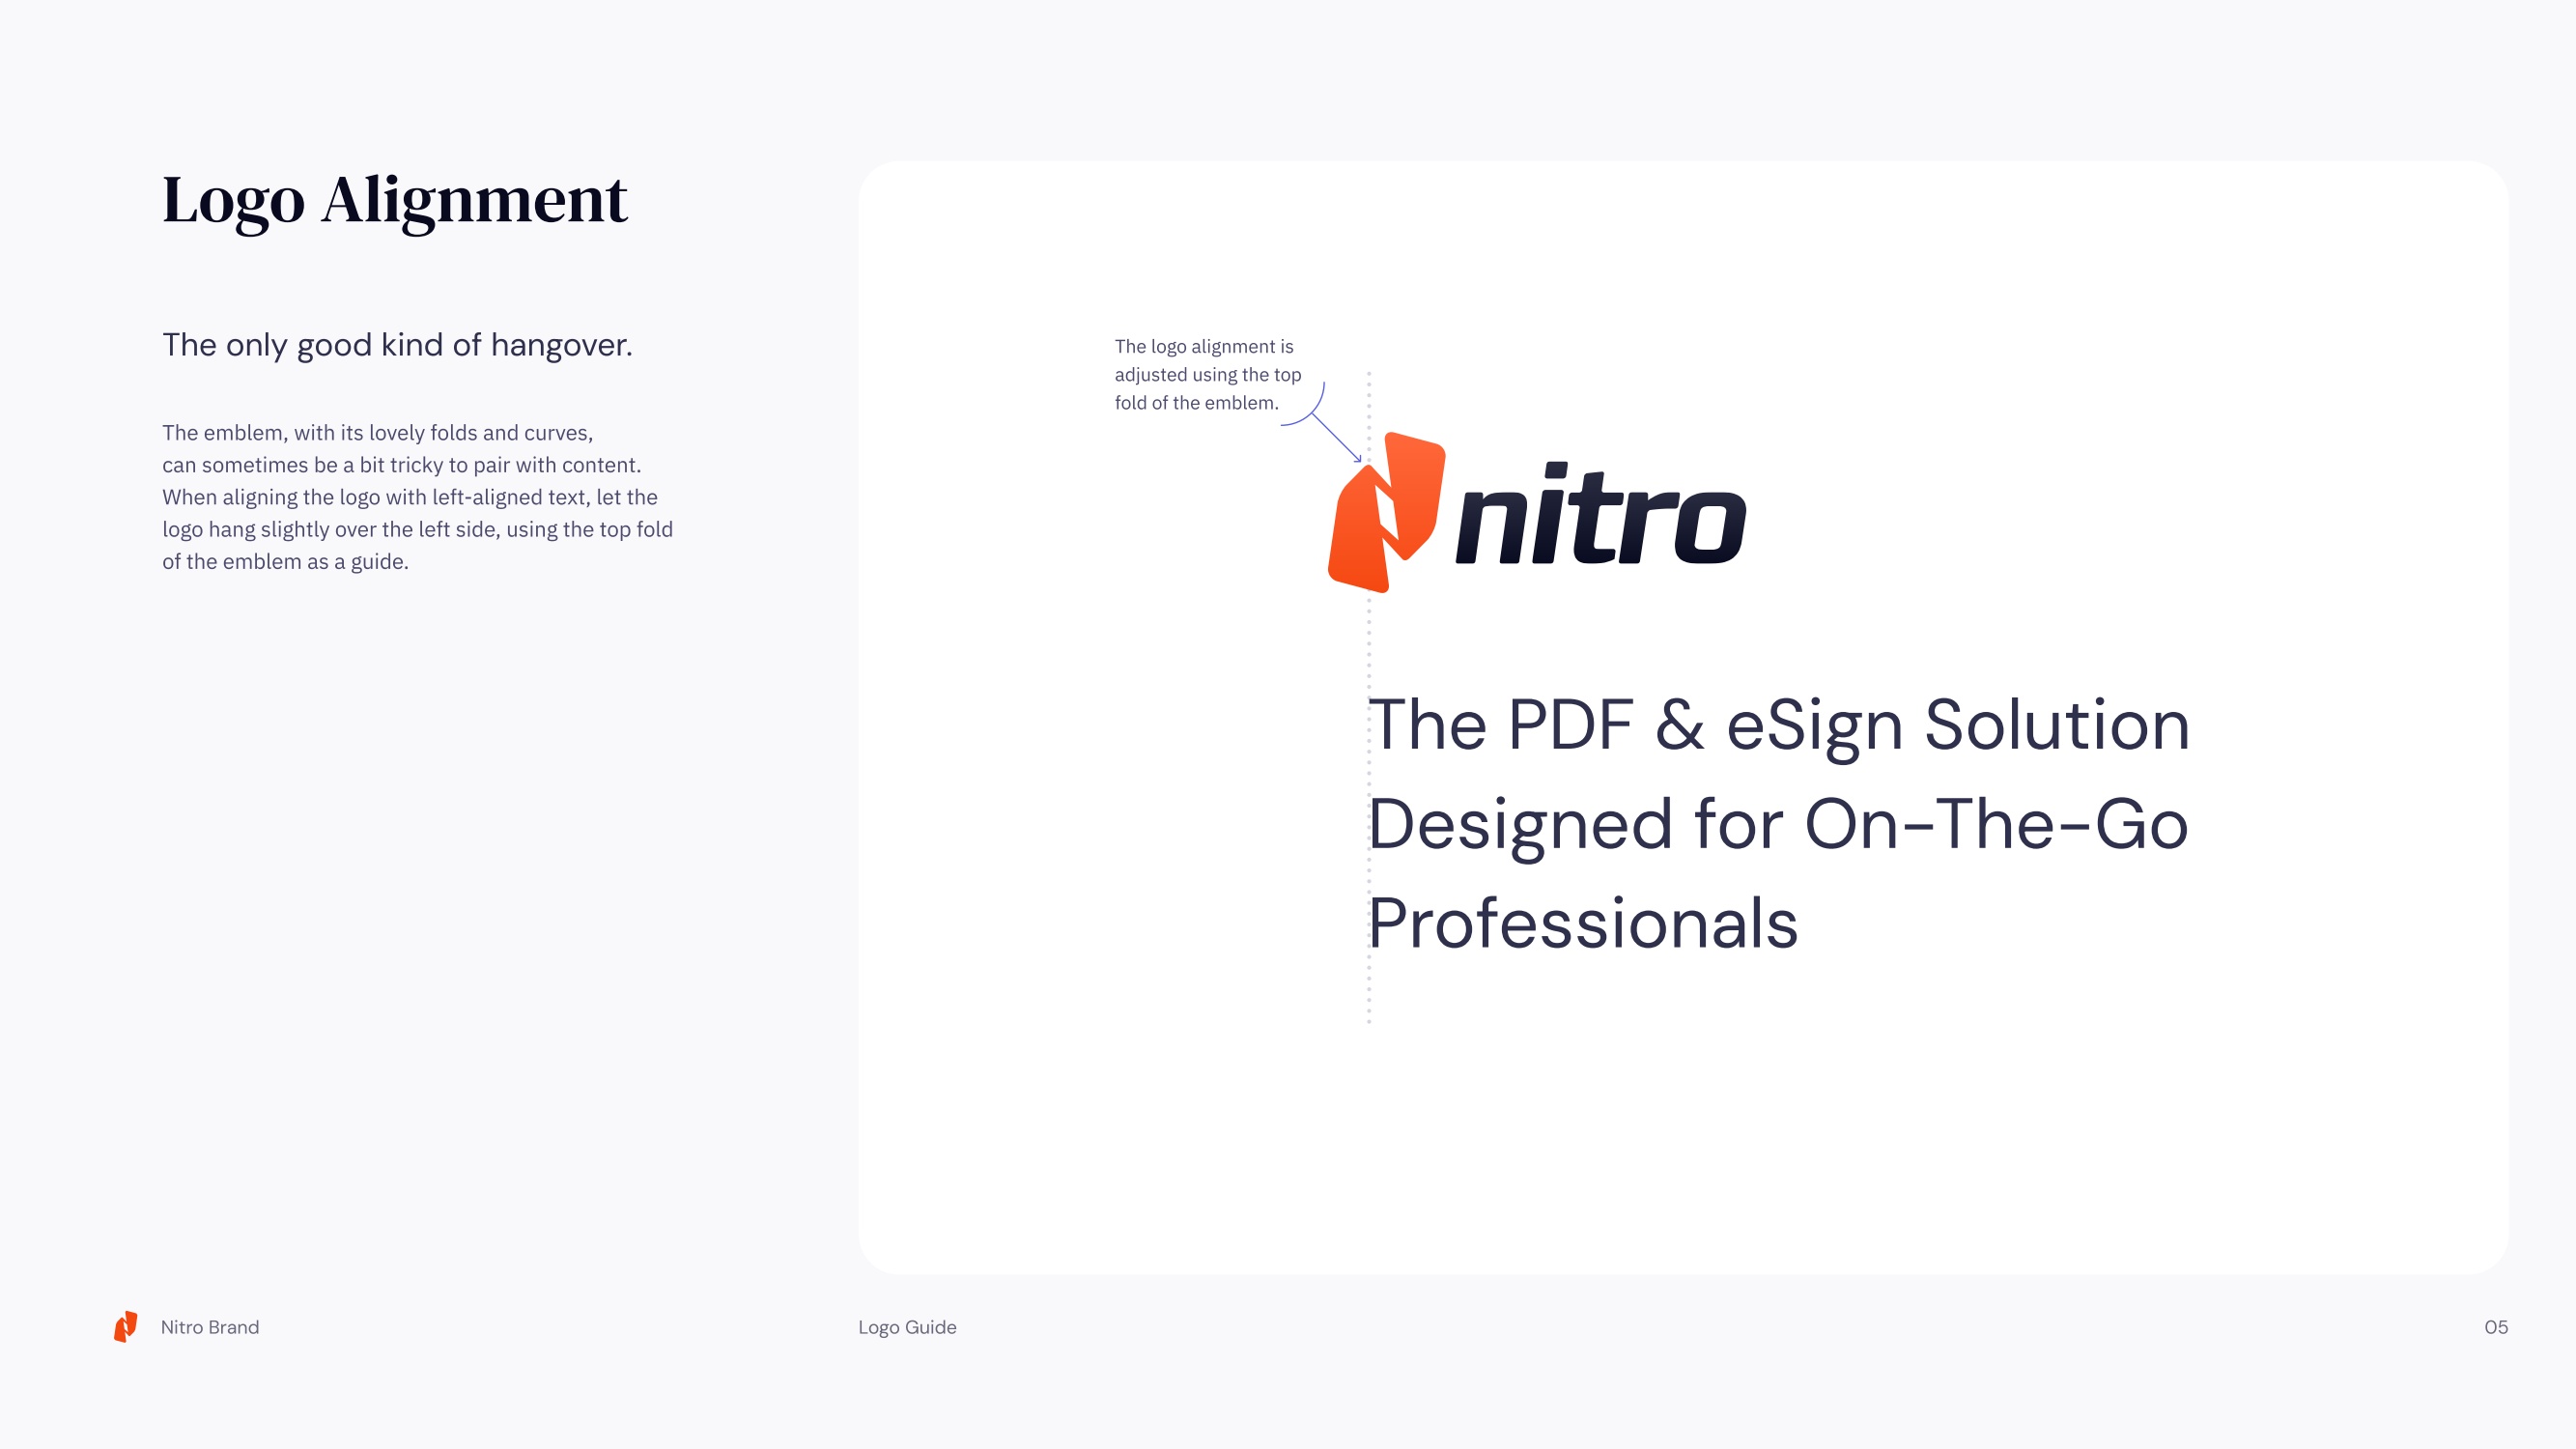 Logo Alignment
The only good kind of hangover.
The emblem, with its lovely folds and curves,
can sometimes be a bit tricky to pair with content.
When aligning the logo with left-aligned text, let the
logo hang slightly over the left side, using the top fold
of the emblem as a guide.
The logo alignment is
adjusted using the top
fold of the emblem.
nitro
The PDF & eSign Solution
Designed for On-The-Go
Professionals
Nitro Brand
Logo Guide
05